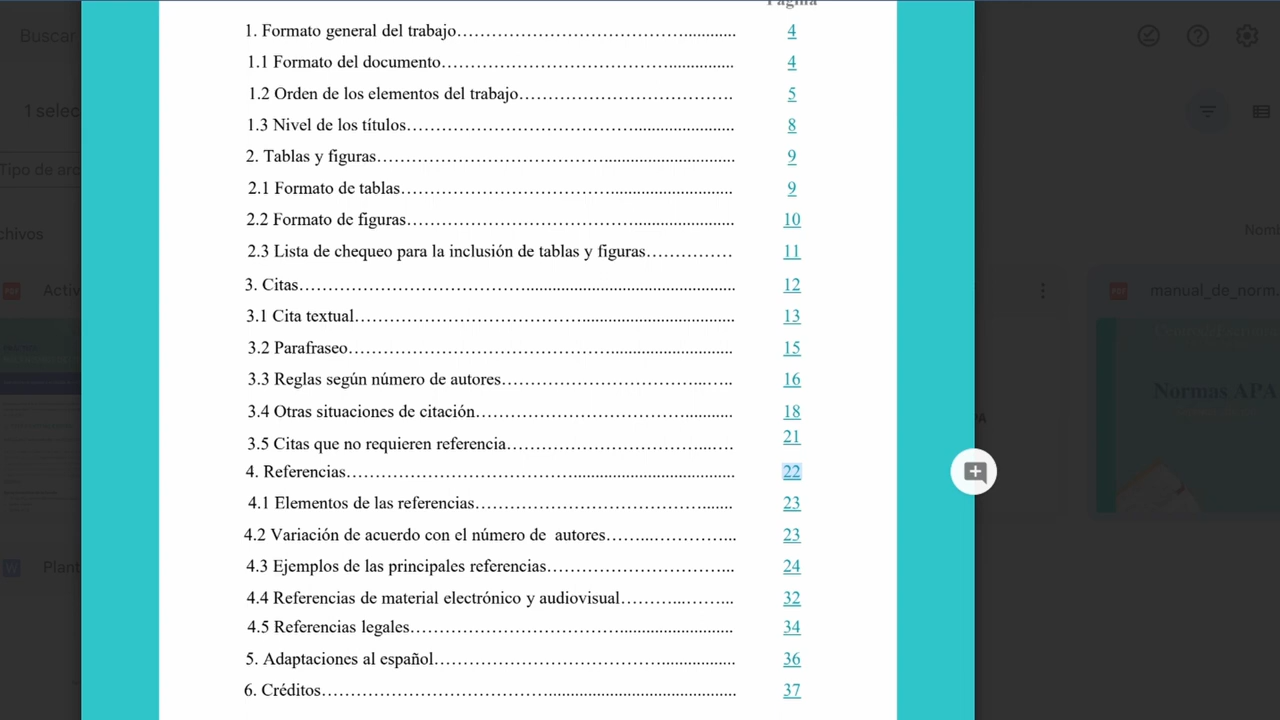 Página
Buscar
1 selec
Tipo de arc
chivos
Nomb
Activ
manual_de_norm.
Normas APA
Plant
1. Formato general del trabajo 4
1.1 Formato del documento 4
1.2 Orden de los elementos del trabajo 5
1.3 Nivel de los títulos 8
2. Tablas y figuras 9
2.1 Formato de tablas 9
2.2 Formato de figuras 10
2.3 Lista de chequeo para la inclusión de tablas y figuras 11
3. Citas 12
3.1 Cita textual 13
3.2 Parafraseo 15
3.3 Reglas según número de autores 16
3.4 Otras situaciones de citación 18
3.5 Citas que no requieren referencia 21
4. Referencias 22
4.1 Elementos de las referencias 23
4.2 Variación de acuerdo con el número de autores 23
4.3 Ejemplos de las principales referencias 24
4.4 Referencias de material electrónico y audiovisual 32
4.5 Referencias legales 34
5. Adaptaciones al español 36
6. Créditos 37